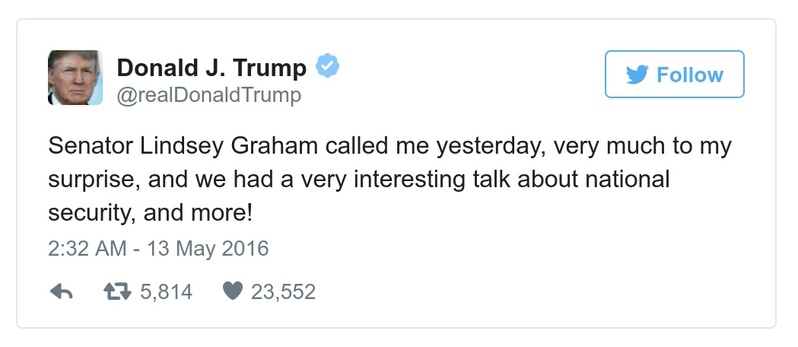 Donald J. Trump
@realDonaldTrump
Follow
Senator Lindsey Graham called me yesterday, very much to my
surprise, and we had a very interesting talk about national
security, and more!
2:32 AM - 13 May 2016
5,814 23,552